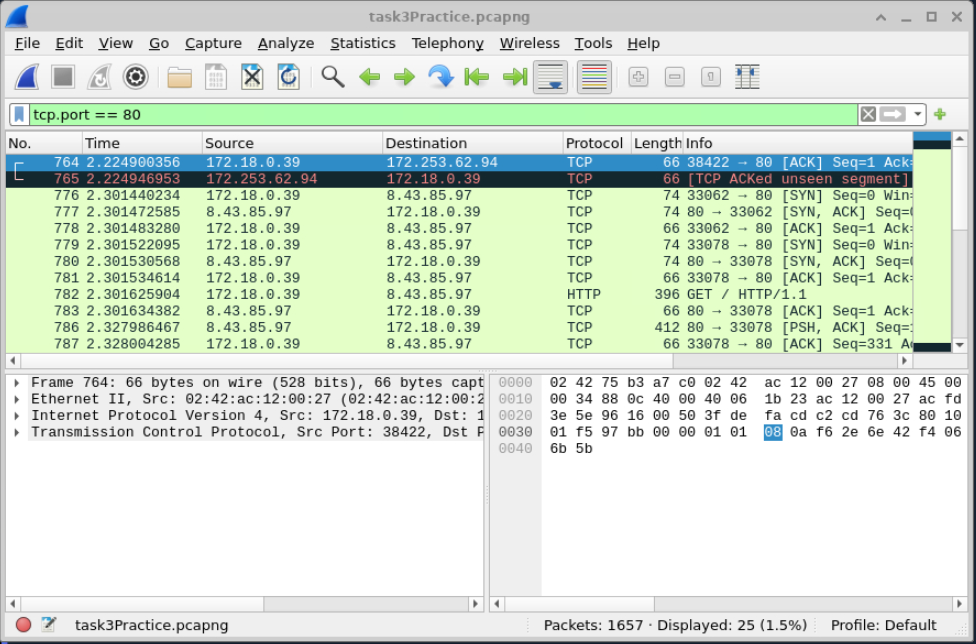 task3Practice.pcapng
File Edit View Go Capture Analyze Statistics Telephony Wireless Tools Help
tcp.port == 80
No. Time Source Destination Protocol Length Info
764 2.224900356 172.18.0.39 172.253.62.94 TCP 66 38422 → 80 [ACK] Seq=1 Ack=
765 2.224946953 172.253.62.94 172.18.0.39 TCP 66 [TCP ACKed unseen segment]
776 2.301440234 172.18.0.39 8.43.85.97 TCP 74 33062 → 80 [SYN] Seq=0 Win=
777 2.301472585 8.43.85.97 172.18.0.39 TCP 74 80 → 33062 [SYN, ACK] Seq=
778 2.301483280 172.18.0.39 8.43.85.97 TCP 66 33062 → 80 [ACK] Seq=1 Ack=
779 2.301522095 172.18.0.39 8.43.85.97 TCP 74 33078 → 80 [SYN] Seq=0 Win=
780 2.301530568 8.43.85.97 172.18.0.39 TCP 74 80 → 33078 [SYN, ACK] Seq=
781 2.301534614 172.18.0.39 8.43.85.97 TCP 66 33078 → 80 [ACK] Seq=1 Ack=
782 2.301625904 172.18.0.39 8.43.85.97 HTTP 396 GET / HTTP/1.1
783 2.301634382 8.43.85.97 172.18.0.39 TCP 66 80 → 33078 [ACK] Seq=1 Ack=
786 2.327986467 8.43.85.97 172.18.0.39 TCP 412 80 → 33078 [PSH, ACK] Seq=
787 2.328004285 172.18.0.39 8.43.85.97 TCP 66 33078 → 80 [ACK] Seq=331 A
Frame 764: 66 bytes on wire (528 bits), 66 bytes capt
Ethernet II, Src: 02:42:ac:12:00:27 (02:42:ac:12:00:2
Internet Protocol Version 4, Src: 172.18.0.39, Dst: 1
Transmission Control Protocol, Src Port: 38422, Dst P
0000 02 42 75 b3 a7 c0 02 42 ac 12 00 27 08 00 45 00
0010 00 34 88 0c 40 00 40 06 1b 23 ac 12 00 27 ac fd
0020 3e 5e 96 16 00 50 3f de fa cd c2 cd 76 3c 80 10
0030 01 f5 97 bb 00 00 01 01 08 0a f6 2e 6e 42 f4 06
0040 6b 5b
task3Practice.pcapng Packets: 1657 · Displayed: 25 (1.5%) Profile: Default